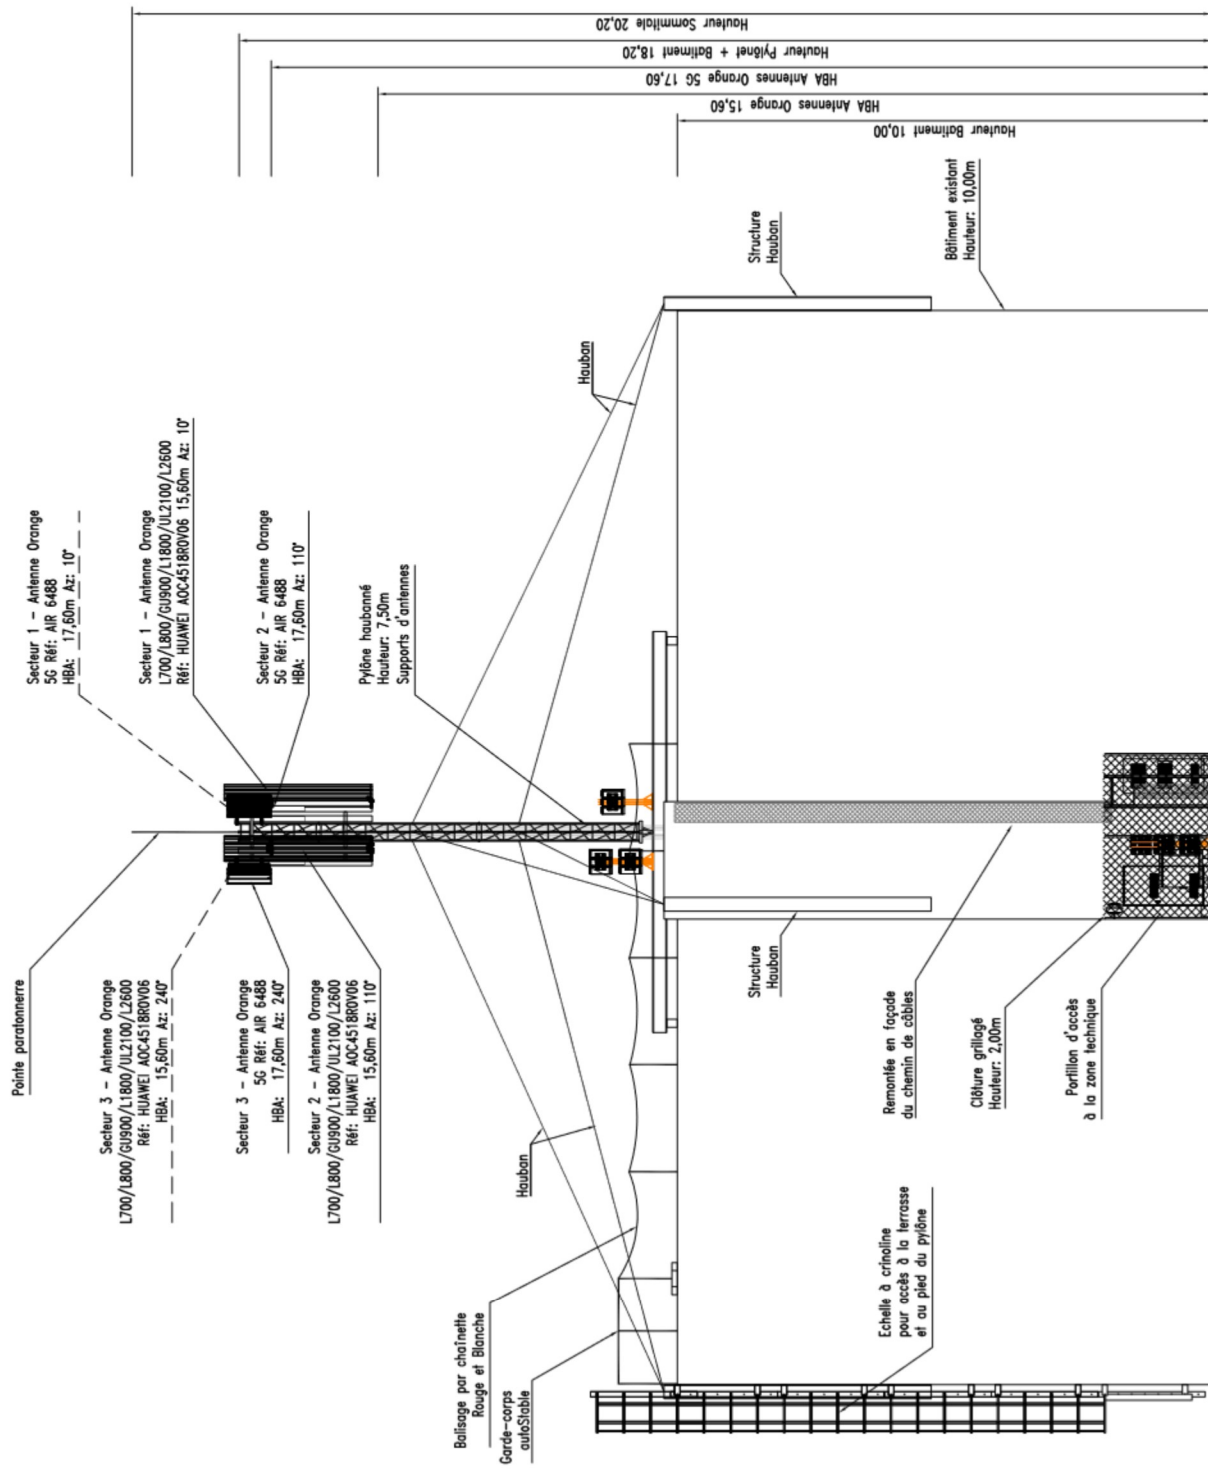 Pointe paratonnerre
Secteur 1 - Antenne Orange
5G Réf: AIR 6488
HBA: 17,60m Az: 10°
Secteur 1 - Antenne Orange
L700/L800/GU900/L1800/UL2100/L2600
Réf: HUAWEI AOC4518R0V06 15,60m Az: 10°
Secteur 2 - Antenne Orange
5G Réf: AIR 6488
HBA: 17,60m Az: 110°
Pylône haubanné
Hauteur: 7,50m
Supports d'antennes
Secteur 3 - Antenne Orange
L700/L800/GU900/L1800/UL2100/L2600
Réf: HUAWEI AOC4518R0V06
HBA: 15,60m Az: 240°
Secteur 3 - Antenne Orange
5G Réf: AIR 6488
HBA: 17,60m Az: 240°
Secteur 2 - Antenne Orange
L700/L800/GU900/L1800/UL2100/L2600
Réf: HUAWEI AOC4518R0V06
HBA: 15,60m Az: 110°
Hauban
Hauban
Balisage par chaînette
Rouge et Blanche
Garde-corps
autoStable
Structure
Hauban
Structure
Hauban
Bâtiment existant
Hauteur: 10,00m
Remontée en façade
du chemin de câbles
Clôture grillagé
Hauteur: 2,00m
Portillon d'accès
à la zone technique
Echelle à crinoline
pour accès à la terrasse
et au pied du pylône
Hauteur Sommitale 20,20
Hauteur Pylônet + Batiment 18,20
HBA Antennes Orange 5G 17,60
HBA Antennes Orange 15,60
Hauteur Batiment 10,00